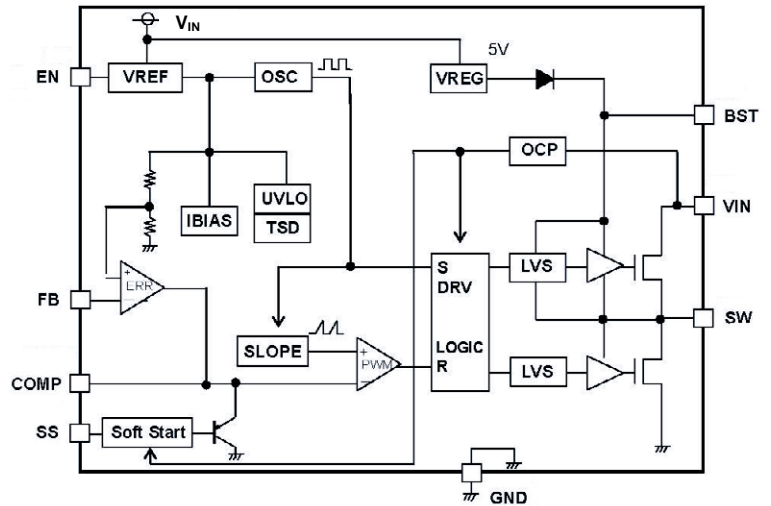 VIN
5V
EN
VREF
OSC
VREG
BST
OCP
IBIAS
UVLO
TSD
VIN
+
ERR
−
FB
S
DRV
LVS
SW
SLOPE
+
PWM
−
LOGIC
R
LVS
COMP
SS
Soft Start
GND